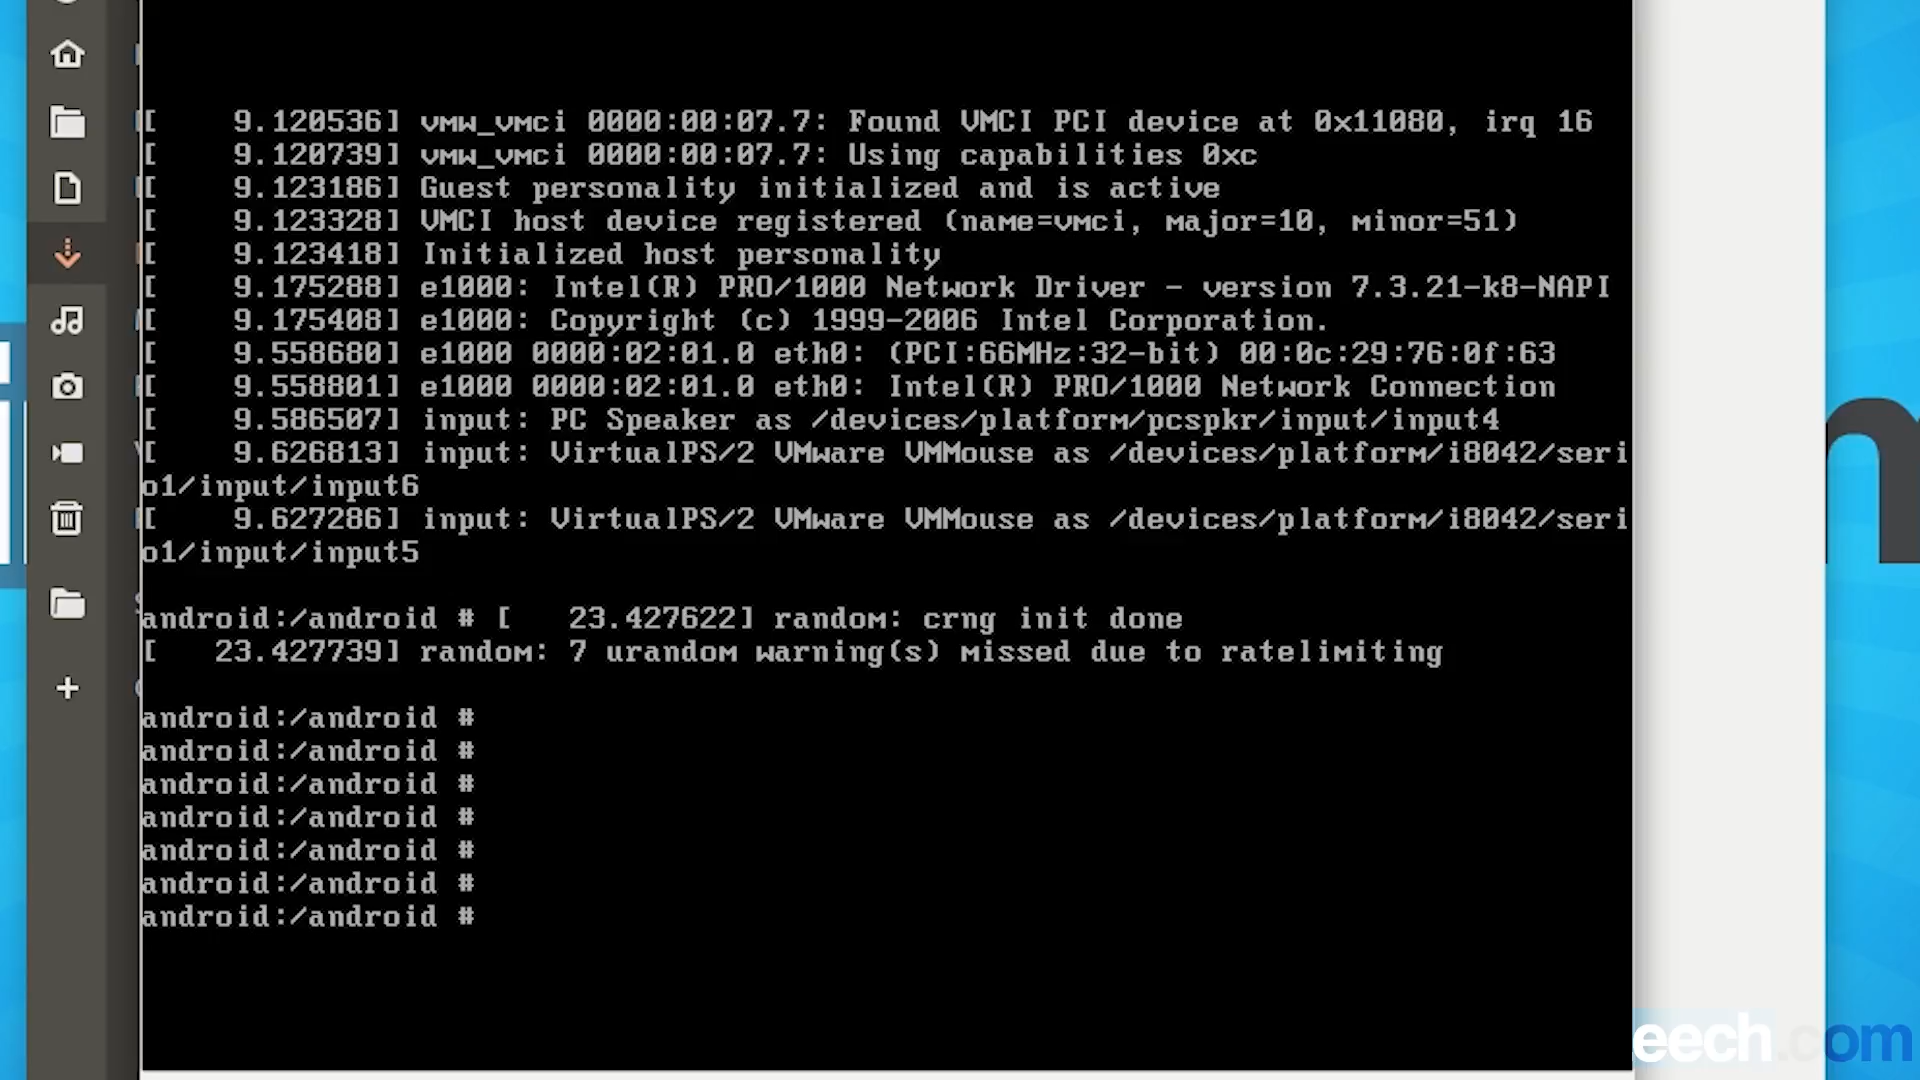 [    9.120536] vmw_vmci 0000:00:07.7: Found VMCI PCI device at 0x11080, irq 16
[    9.120739] vmw_vmci 0000:00:07.7: Using capabilities 0xc
[    9.123186] Guest personality initialized and is active
[    9.123328] VMCI host device registered (name=vmci, major=10, minor=51)
[    9.123418] Initialized host personality
[    9.175288] e1000: Intel(R) PRO/1000 Network Driver - version 7.3.21-k8-NAPI
[    9.175408] e1000: Copyright (c) 1999-2006 Intel Corporation.
[    9.558680] e1000 0000:02:01.0 eth0: (PCI:66MHz:32-bit) 00:0c:29:76:0f:63
[    9.558801] e1000 0000:02:01.0 eth0: Intel(R) PRO/1000 Network Connection
[    9.586507] input: PC Speaker as /devices/platform/pcspkr/input/input4
[    9.626813] input: VirtualPS/2 VMware VMMouse as /devices/platform/i8042/seri
o1/input/input6
[    9.627286] input: VirtualPS/2 VMware VMMouse as /devices/platform/i8042/seri
o1/input/input5
android:/android # [   23.427622] random: crng init done
[   23.427739] random: 7 urandom warning(s) missed due to ratelimiting
android:/android #
android:/android #
android:/android #
android:/android #
android:/android #
android:/android #
android:/android #
eech.com